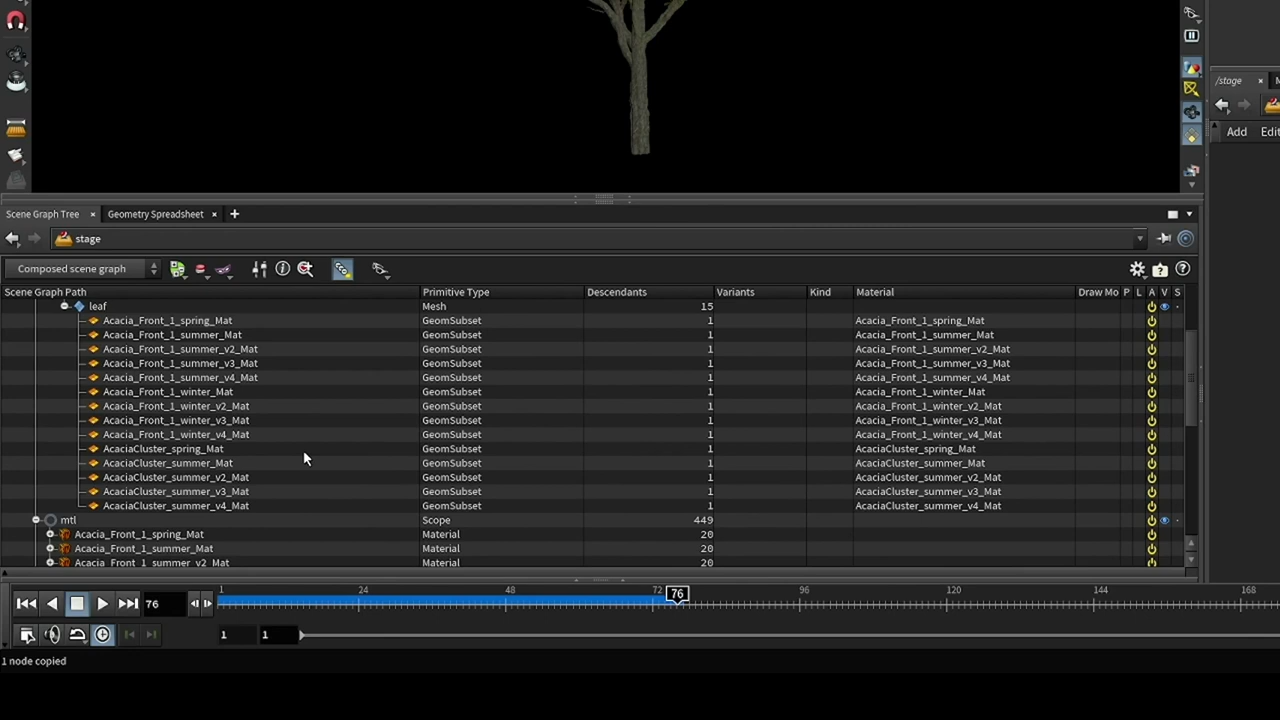 /stage
Add Edit
Scene Graph Tree × Geometry Spreadsheet × +
stage
Composed scene graph
Scene Graph Path Primitive Type Descendants Variants Kind Material Draw Mo P L A V S
leaf Mesh 15
Acacia_Front_1_spring_Mat GeomSubset 1 Acacia_Front_1_spring_Mat
Acacia_Front_1_summer_Mat GeomSubset 1 Acacia_Front_1_summer_Mat
Acacia_Front_1_summer_v2_Mat GeomSubset 1 Acacia_Front_1_summer_v2_Mat
Acacia_Front_1_summer_v3_Mat GeomSubset 1 Acacia_Front_1_summer_v3_Mat
Acacia_Front_1_summer_v4_Mat GeomSubset 1 Acacia_Front_1_summer_v4_Mat
Acacia_Front_1_winter_Mat GeomSubset 1 Acacia_Front_1_winter_Mat
Acacia_Front_1_winter_v2_Mat GeomSubset 1 Acacia_Front_1_winter_v2_Mat
Acacia_Front_1_winter_v3_Mat GeomSubset 1 Acacia_Front_1_winter_v3_Mat
Acacia_Front_1_winter_v4_Mat GeomSubset 1 Acacia_Front_1_winter_v4_Mat
AcaciaCluster_spring_Mat GeomSubset 1 AcaciaCluster_spring_Mat
AcaciaCluster_summer_Mat GeomSubset 1 AcaciaCluster_summer_Mat
AcaciaCluster_summer_v2_Mat GeomSubset 1 AcaciaCluster_summer_v2_Mat
AcaciaCluster_summer_v3_Mat GeomSubset 1 AcaciaCluster_summer_v3_Mat
AcaciaCluster_summer_v4_Mat GeomSubset 1 AcaciaCluster_summer_v4_Mat
mtl Scope 449
Acacia_Front_1_spring_Mat Material 20
Acacia_Front_1_summer_Mat Material 20
Acacia_Front_1_summer_v2_Mat Material 20
76 1 24 48 72 76 96 120 144 168
1 1
1 node copied